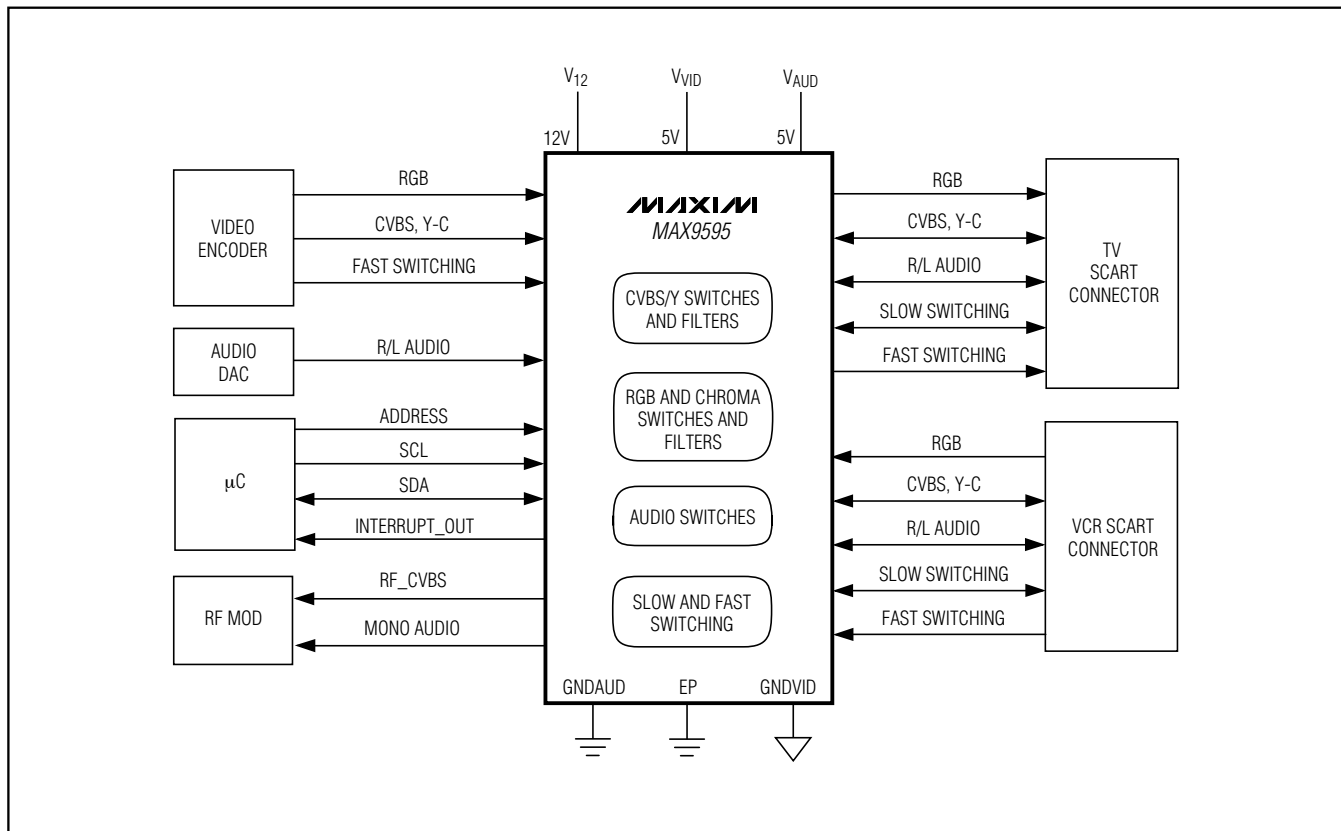 V12
VVID
VAUD
12V
5V
5V
VIDEO
ENCODER
RGB
CVBS, Y-C
FAST SWITCHING
AUDIO
DAC
R/L AUDIO
μC
ADDRESS
SCL
SDA
INTERRUPT_OUT
RF MOD
RF_CVBS
MONO AUDIO
MAXIM
MAX9595
CVBS/Y SWITCHES
AND FILTERS
RGB AND CHROMA
SWITCHES AND
FILTERS
AUDIO SWITCHES
SLOW AND FAST
SWITCHING
GNDAUD
EP
GNDVID
RGB
CVBS, Y-C
R/L AUDIO
SLOW SWITCHING
FAST SWITCHING
TV
SCART
CONNECTOR
RGB
CVBS, Y-C
R/L AUDIO
SLOW SWITCHING
FAST SWITCHING
VCR SCART
CONNECTOR